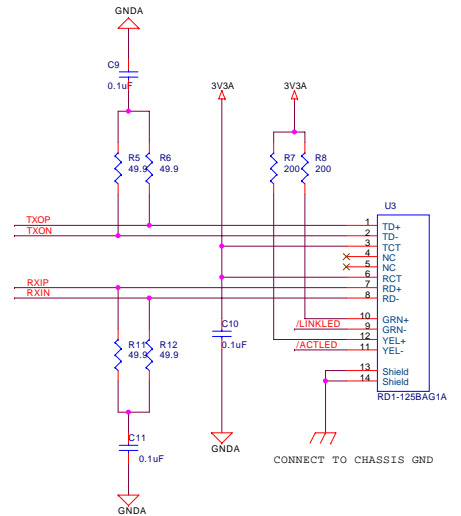 GNDA
C9
0.1uF
3V3A
3V3A
R5
49.9
R6
49.9
R7
200
R8
200
U3
TXOP
TXON
1 TD+
2 TD-
3 TCT
4 NC
5 NC
6 RCT
RXIP
7 RD+
RXIN
8 RD-
10 GRN+
/LINKLED
9 GRN-
12 YEL+
/ACTLED
11 YEL-
13 Shield
14 Shield
RD1-125BAG1A
R11
49.9
R12
49.9
C10
0.1uF
C11
0.1uF
GNDA
CONNECT TO CHASSIS GND
GNDA